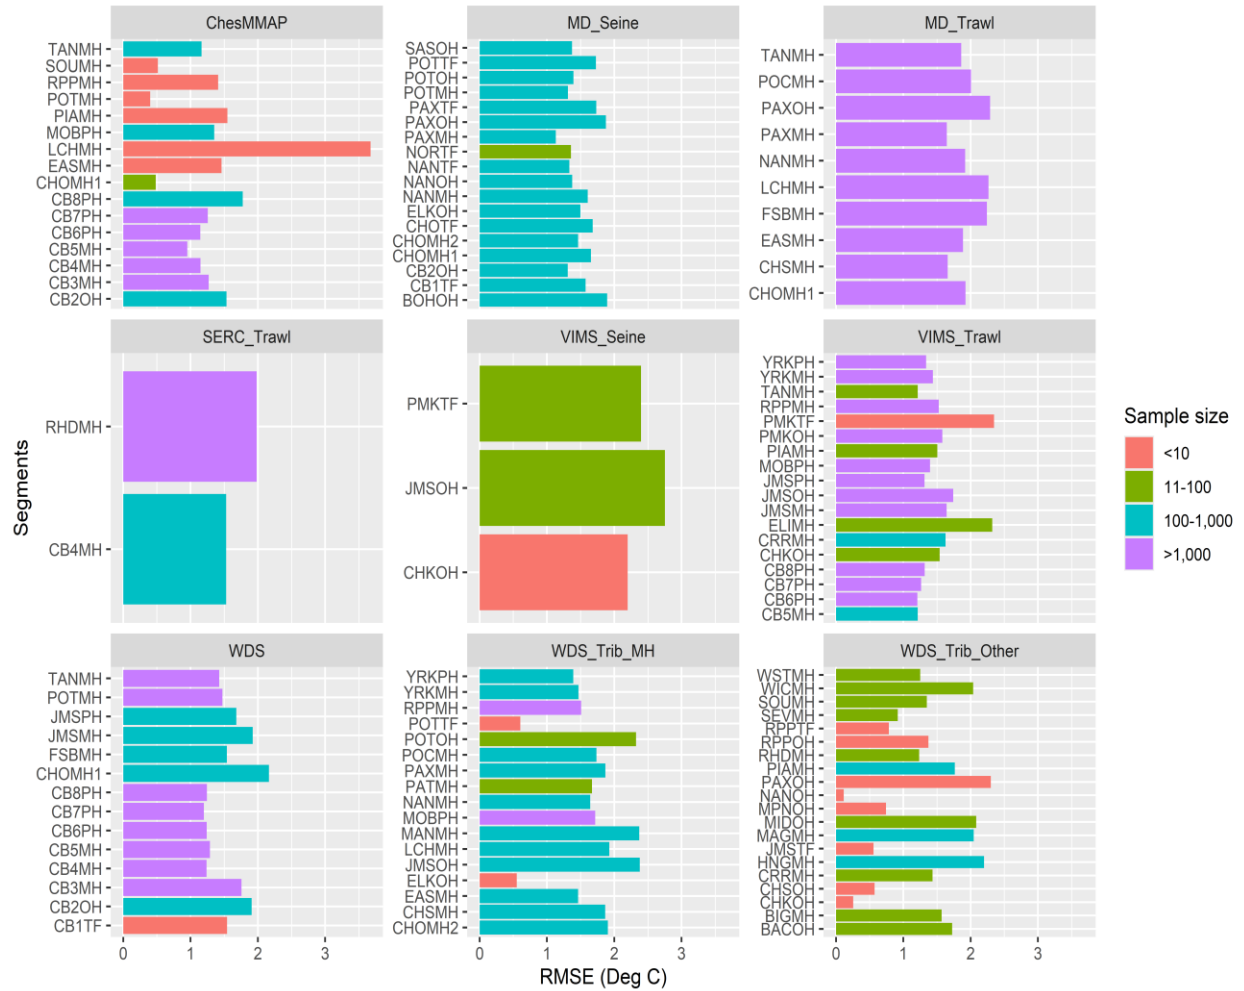 ChesMMAP
TANMH
SOUMH
RPPMH
POTMH
PIAMH
MOBPH
LCHMH
EASMH
CHOMH1
CB8PH
CB7PH
CB6PH
CB5MH
CB4MH
CB3MH
CB2OH
MD_Seine
SASOH
POTTF
POTOH
POTMH
PAXTF
PAXOH
PAXMH
NORTF
NANTF
NANOH
NANMH
ELKOH
CHOTF
CHOMH2
CHOMH1
CB2OH
CB1TF
BOHOH
MD_Trawl
TANMH
POCMH
PAXOH
PAXMH
NANMH
LCHMH
FSBMH
EASMH
CHSMH
CHOMH1
SERC_Trawl
RHDMH
CB4MH
VIMS_Seine
PMKTF
JMSOH
CHKOH
VIMS_Trawl
YRKPH
YRKMH
TANMH
RPPMH
PMKTF
PMKOH
PIAMH
MOBPH
JMSPH
JMSOH
JMSMH
ELIMH
CRRMH
CHKOH
CB8PH
CB7PH
CB6PH
CB5MH
WDS
TANMH
POTMH
JMSPH
JMSMH
FSBMH
CHOMH1
CB8PH
CB7PH
CB6PH
CB5MH
CB4MH
CB3MH
CB2OH
CB1TF
0 1 2 3
WDS_Trib_MH
YRKPH
YRKMH
RPPMH
POTTF
POTOH
POCMH
PAXMH
PATMH
NANMH
MOBPH
MANMH
LCHMH
JMSOH
ELKOH
EASMH
CHSMH
CHOMH2
0 1 2 3
WDS_Trib_Other
WSTMH
WICMH
SOUMH
SEVMH
RPPTF
RPPOH
RHDMH
PIAMH
PAXOH
NANOH
MPNOH
MIDOH
MAGMH
JMSTF
HNGMH
CRRMH
CHSOH
CHKOH
BIGMH
BACOH
0 1 2 3
Segments
RMSE (Deg C)
Sample size
<10
11-100
100-1,000
>1,000